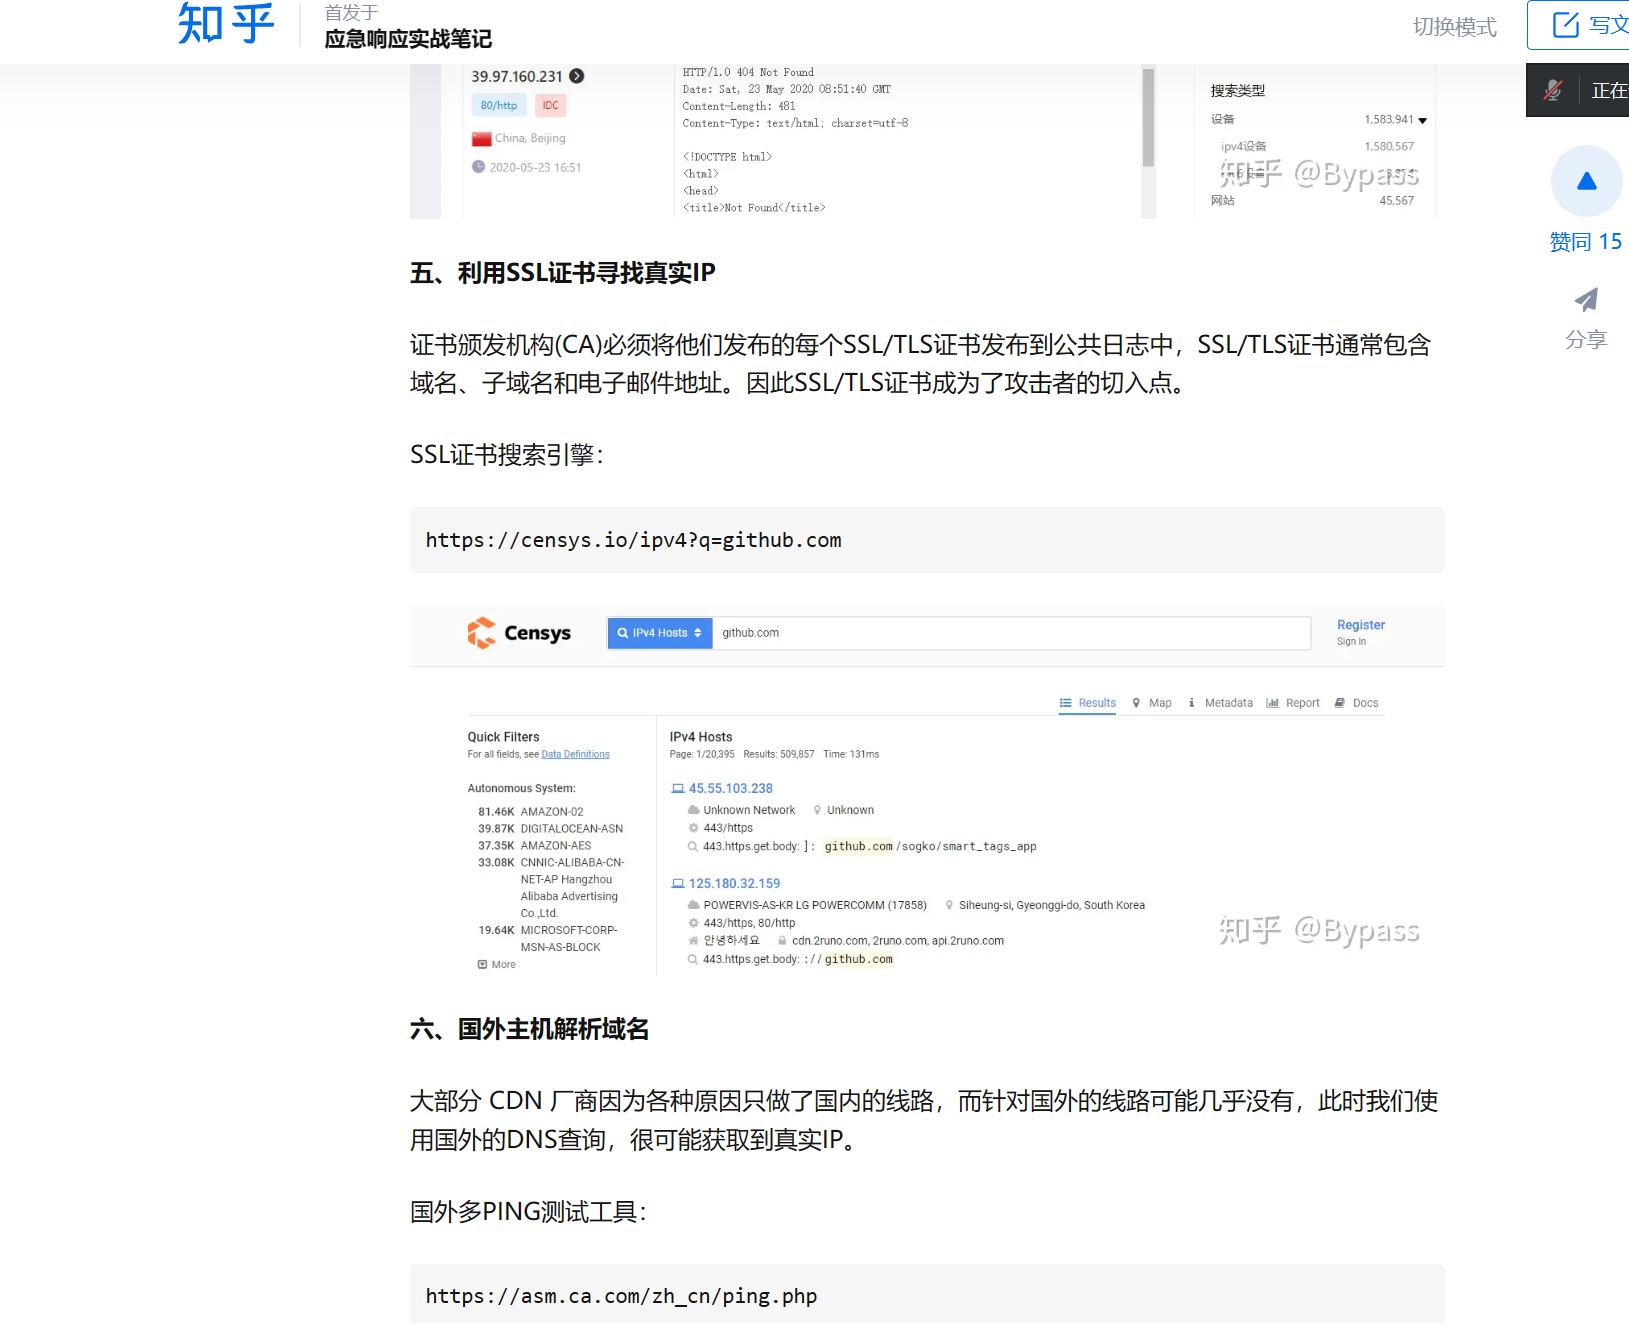 知乎
首发于
应急响应实战笔记
切换模式
写文
正在
39.97.160.231
80/http
IDC
China, Beijing
2020-05-23 16:51
HTTP/1.0 404 Not Found
Date: Sat, 23 May 2020 08:51:40 GMT
Content-Length: 481
Content-Type: text/html; charset=utf-8
<!DOCTYPE html>
<html>
<head>
<title>Not Found</title>
搜索类型
设备 1,583,941
ipv4设备 1,580,567
网站 45,567
知乎 @Bypass
赞同 15
分享
五、利用SSL证书寻找真实IP
证书颁发机构(CA)必须将他们发布的每个SSL/TLS证书发布到公共日志中，SSL/TLS证书通常包含
域名、子域名和电子邮件地址。因此SSL/TLS证书成为了攻击者的切入点。
SSL证书搜索引擎：
https://censys.io/ipv4?q=github.com
Censys
IPv4 Hosts
github.com
Register
Sign In
Results Map Metadata Report Docs
Quick Filters
For all fields, see Data Definitions
Autonomous System:
81.46K AMAZON-02
39.87K DIGITALOCEAN-ASN
37.35K AMAZON-AES
33.08K CNNIC-ALIBABA-CN-
NET-AP Hangzhou
Alibaba Advertising
Co.,Ltd.
19.64K MICROSOFT-CORP-
MSN-AS-BLOCK
More
IPv4 Hosts
Page: 1/20,395 Results: 509,857 Time: 131ms
45.55.103.238
Unknown Network Unknown
443/https
443.https.get.body: ]: github.com/sogko/smart_tags_app
125.180.32.159
POWERVIS-AS-KR LG POWERCOMM (17858) Siheung-si, Gyeonggi-do, South Korea
443/https, 80/http
안녕하세요 cdn.2runo.com, 2runo.com, api.2runo.com
443.https.get.body: ://github.com
知乎 @Bypass
六、国外主机解析域名
大部分 CDN 厂商因为各种原因只做了国内的线路，而针对国外的线路可能几乎没有，此时我们使
用国外的DNS查询，很可能获取到真实IP。
国外多PING测试工具：
https://asm.ca.com/zh_cn/ping.php